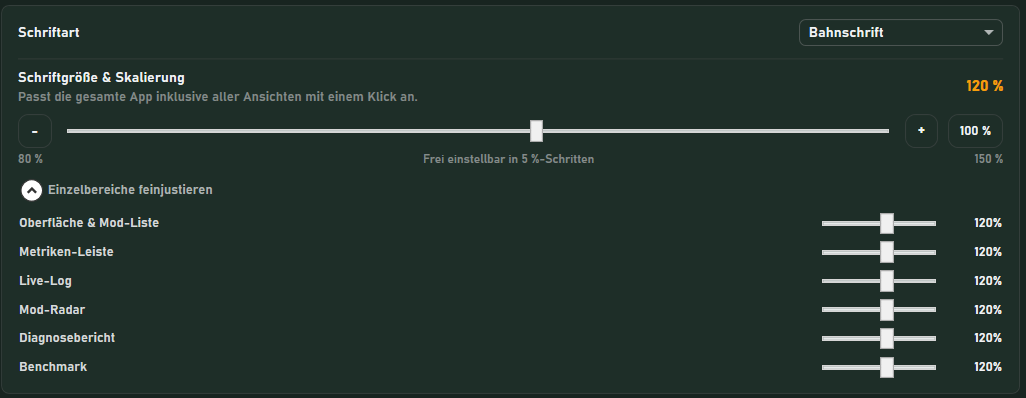 Schriftart Bahnschrift
Schriftgröße & Skalierung
120 %
Passt die gesamte App inklusive aller Ansichten mit einem Klick an.
- + 100 %
80 % Frei einstellbar in 5 %-Schritten 150 %
Einzelbereiche feinjustieren
Oberfläche & Mod-Liste 120%
Metriken-Leiste 120%
Live-Log 120%
Mod-Radar 120%
Diagnosebericht 120%
Benchmark 120%